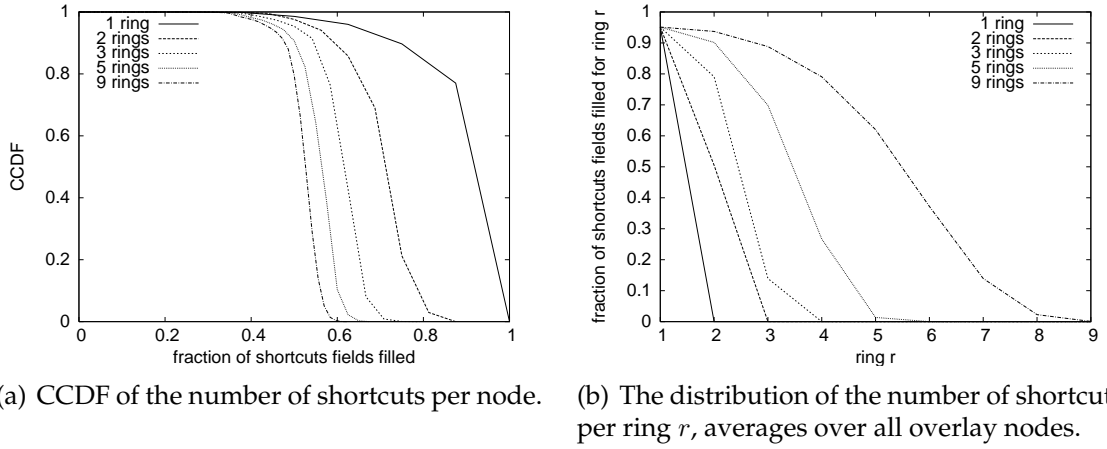 1
0.8
0.6
0.4
0.2
0
0
0.2
0.4
0.6
0.8
1
CCDF
fraction of shortcuts fields filled
1 ring
2 rings
3 rings
5 rings
9 rings
(a) CCDF of the number of shortcuts per node.
1
0.9
0.8
0.7
0.6
0.5
0.4
0.3
0.2
0.1
0
1
2
3
4
5
6
7
8
9
fraction of shortcuts fields filled for ring r
ring r
1 ring
2 rings
3 rings
5 rings
9 rings
(b) The distribution of the number of shortcut
per ring r, averages over all overlay nodes.